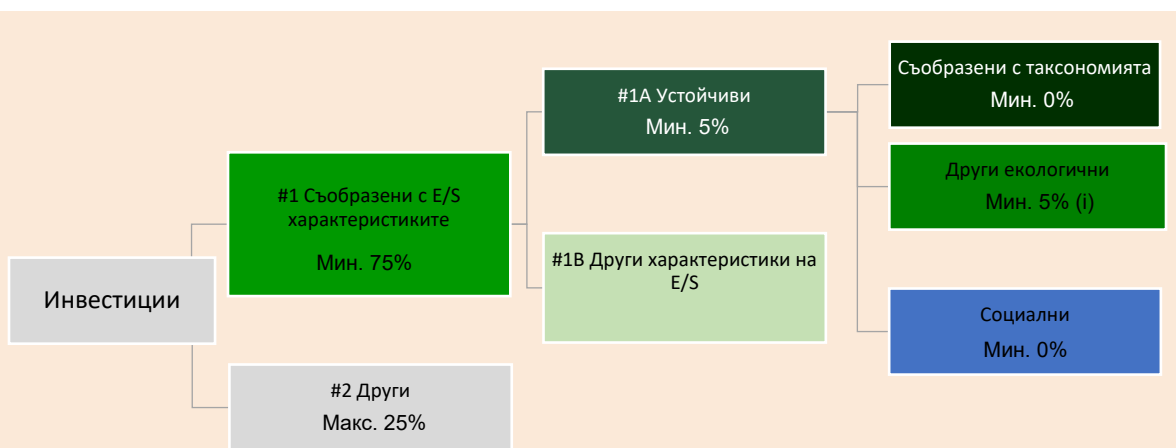 Инвестиции
#1 Съобразени с E/S
характеристиките
Мин. 75%
#2 Други
Макс. 25%
#1A Устойчиви
Мин. 5%
#1B Други характеристики на
E/S
Съобразени с таксономията
Мин. 0%
Други екологични
Мин. 5% (i)
Социални
Мин. 0%